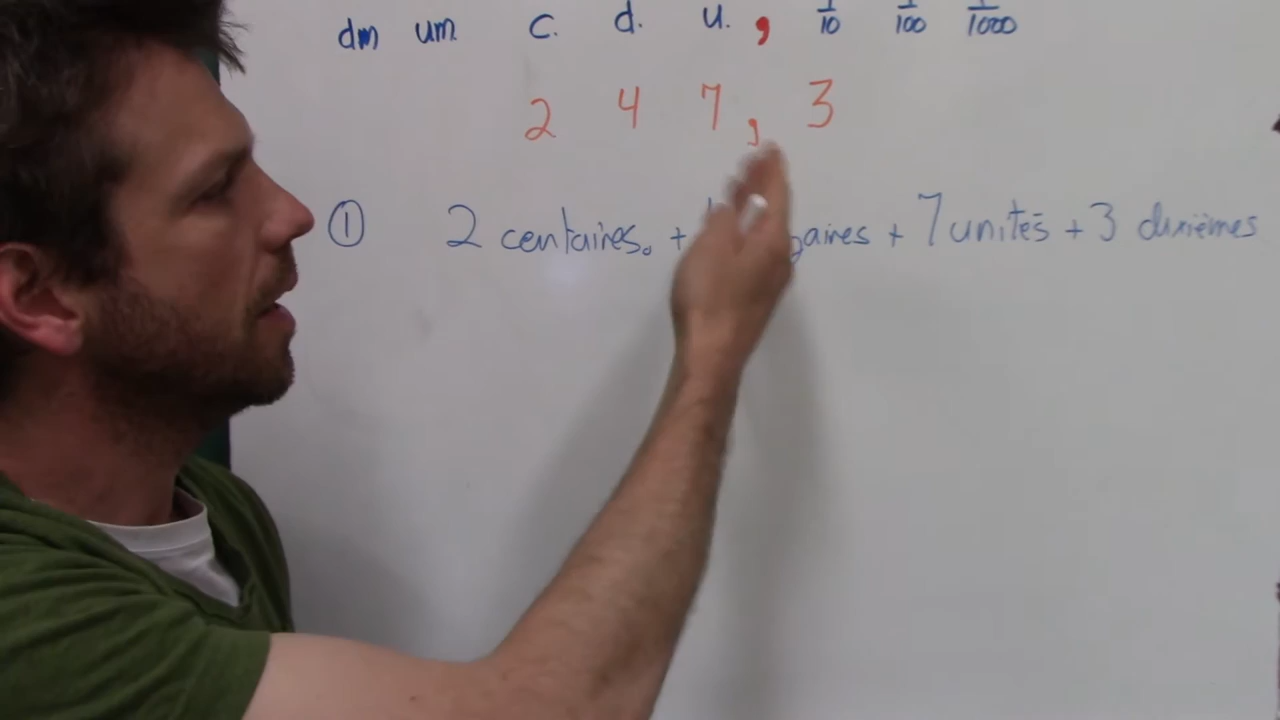 dm um c. d. u. , 1/10 1/100 1/1000
2 4 7 , 3
① 2 centaines. + + 7 unités + 3 dixièmes